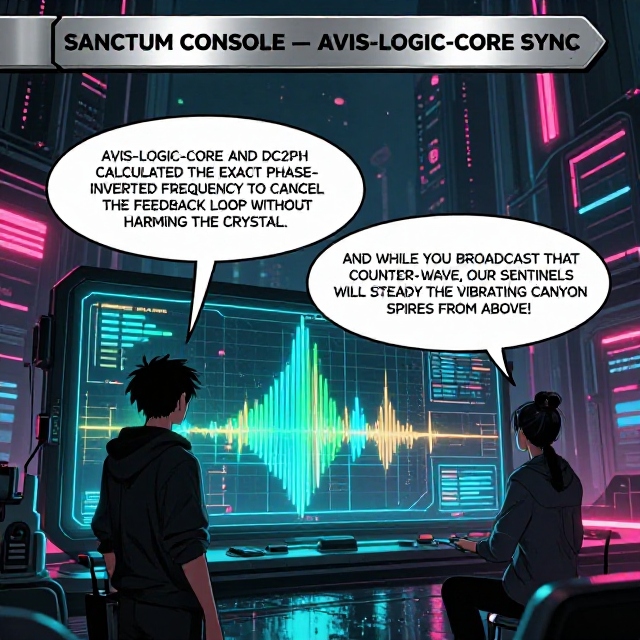 SANCTUM CONSOLE — AVIS-LOGIC-CORE SYNC
AVIS-LOGIC-CORE AND DC2PH
CALCULATED THE EXACT PHASE-
INVERTED FREQUENCY TO CANCEL
THE FEEDBACK LOOP WITHOUT
HARMING THE CRYSTAL.
AND WHILE YOU BROADCAST THAT
COUNTER-WAVE, OUR SENTINELS
WILL STEADY THE VIBRATING CANYON
SPIRES FROM ABOVE!